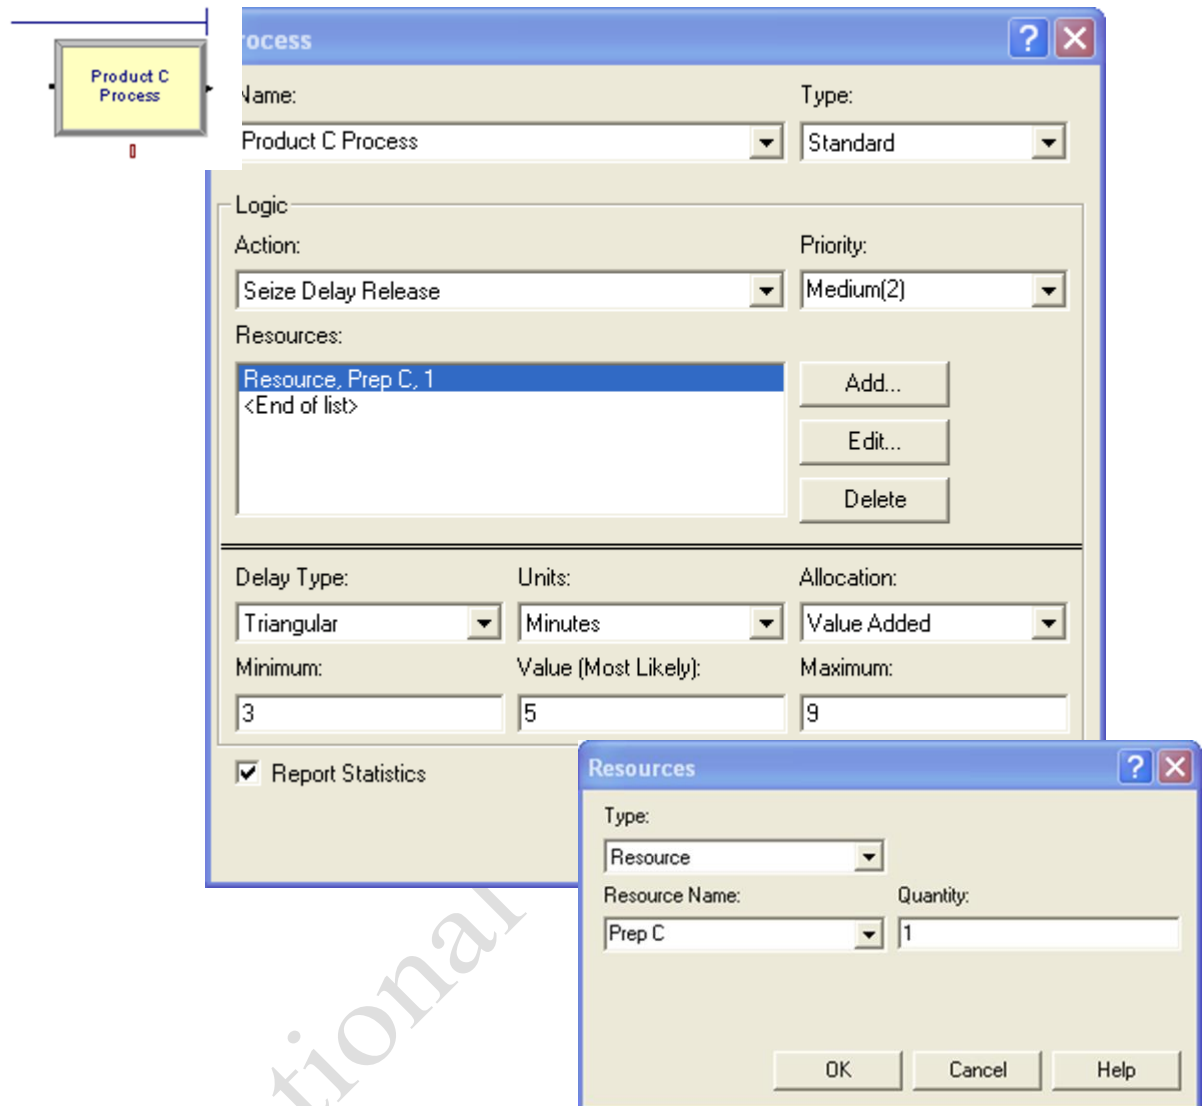 Product C
Process
0
ocess
Name:
Type:
Product C Process
Standard
Logic
Action:
Priority:
Seize Delay Release
Medium(2)
Resources:
Resource, Prep C, 1
<End of list>
Add...
Edit...
Delete
Delay Type:
Units:
Allocation:
Triangular
Minutes
Value Added
Minimum:
Value (Most Likely):
Maximum:
3
5
9
Report Statistics
Resources
Type:
Resource
Resource Name:
Quantity:
Prep C
1
OK
Cancel
Help
tional